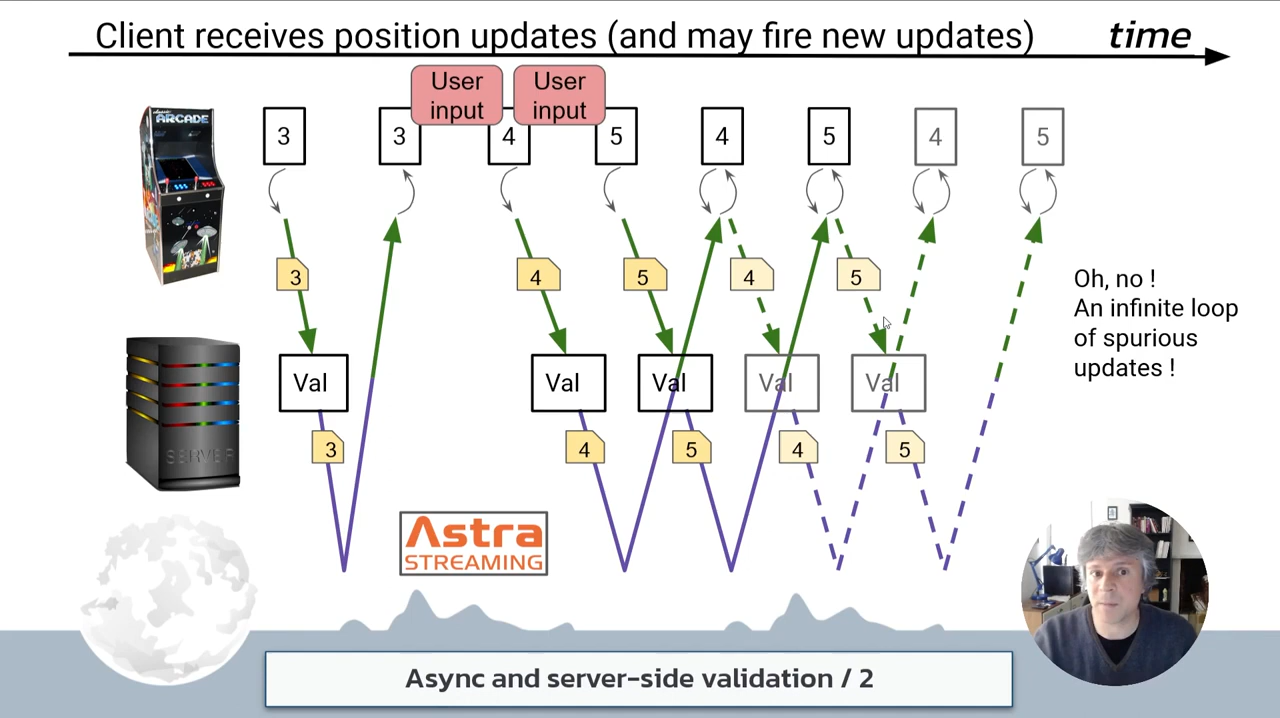 Client receives position updates (and may fire new updates)
time
User
input
User
input
ARCADE
3
3
4
5
4
5
4
5
3
4
5
4
5
Oh, no !
An infinite loop
of spurious
updates !
Val
Val
Val
Val
Val
3
4
5
4
5
SERVER
Astra
STREAMING
Async and server-side validation / 2